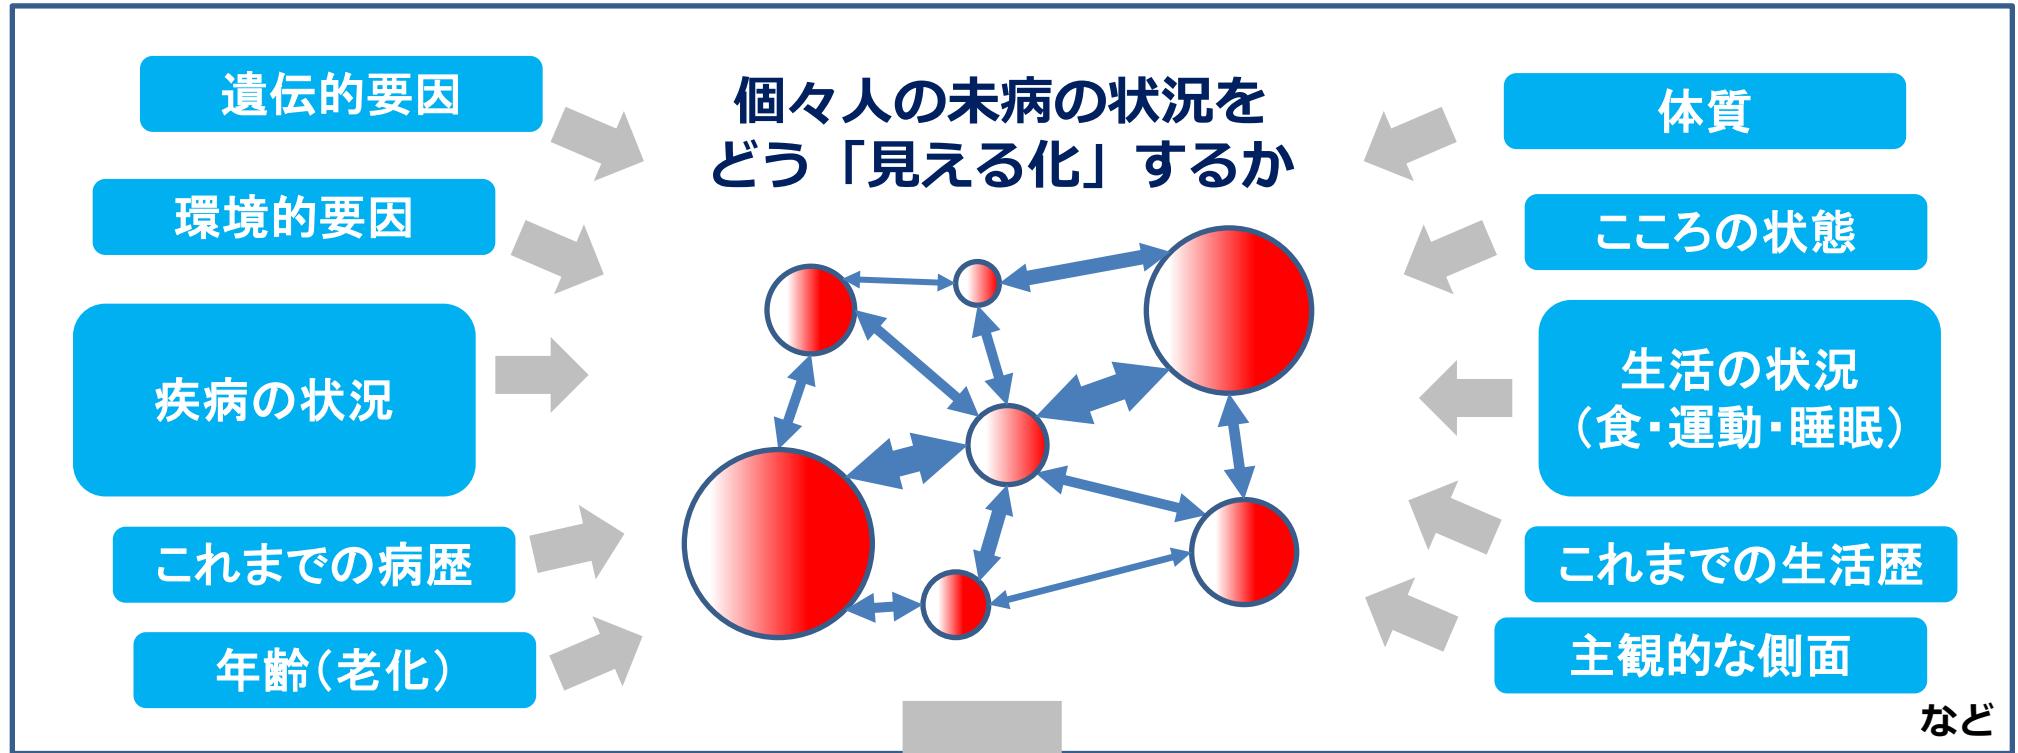 個々人の未病の状況を
どう「見える化」するか
遺伝的要因
環境的要因
疾病の状況
これまでの病歴
年齢（老化）
体質
こころの状態
生活の状況
（食・運動・睡眠）
これまでの生活歴
主観的な側面
など